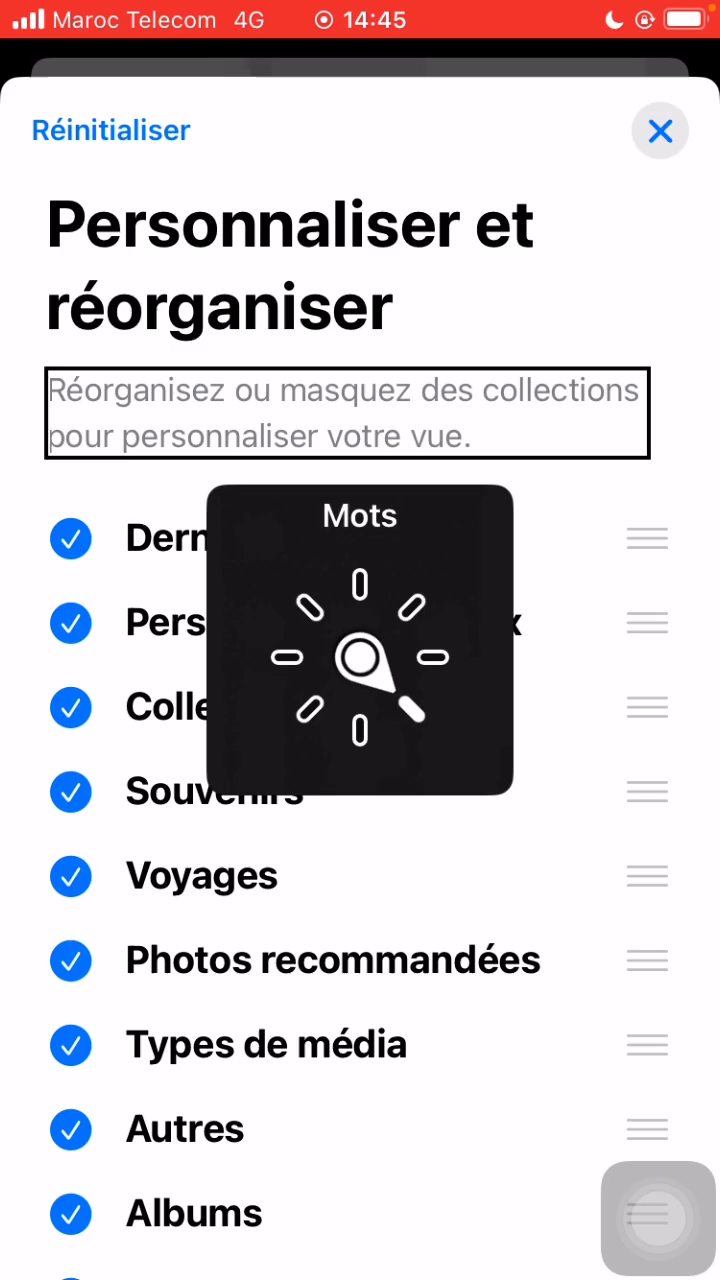 Maroc Telecom 4G 14:45
Réinitialiser
Personnaliser et
réorganiser
Réorganisez ou masquez des collections
pour personnaliser votre vue.
Mots
Souvenirs
Voyages
Photos recommandées
Types de média
Autres
Albums